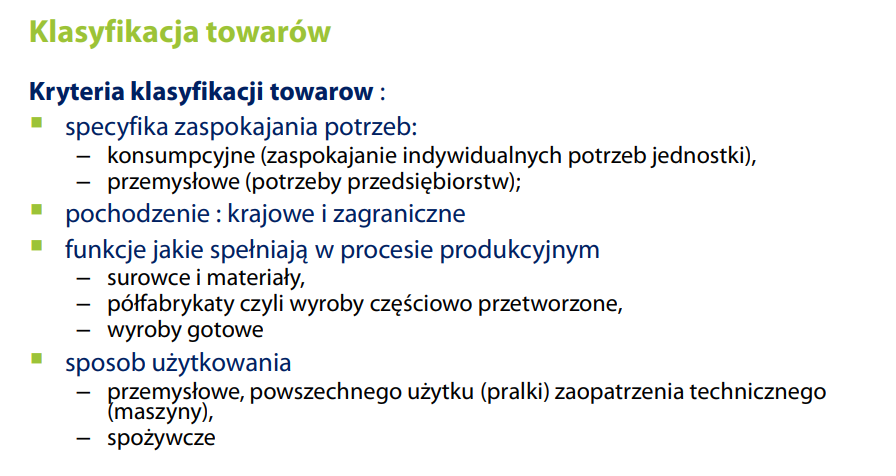 Klasyfikacja towarów
Kryteria klasyfikacji towarow :
specyfika zaspokajania potrzeb:
– konsumpcyjne (zaspokajanie indywidualnych potrzeb jednostki),
– przemysłowe (potrzeby przedsiębiorstw);
pochodzenie : krajowe i zagraniczne
funkcje jakie spełniają w procesie produkcyjnym
– surowce i materiały,
– półfabrykaty czyli wyroby częściowo przetworzone,
– wyroby gotowe
sposob użytkowania
– przemysłowe, powszechnego użytku (pralki) zaopatrzenia technicznego
(maszyny),
– spożywcze